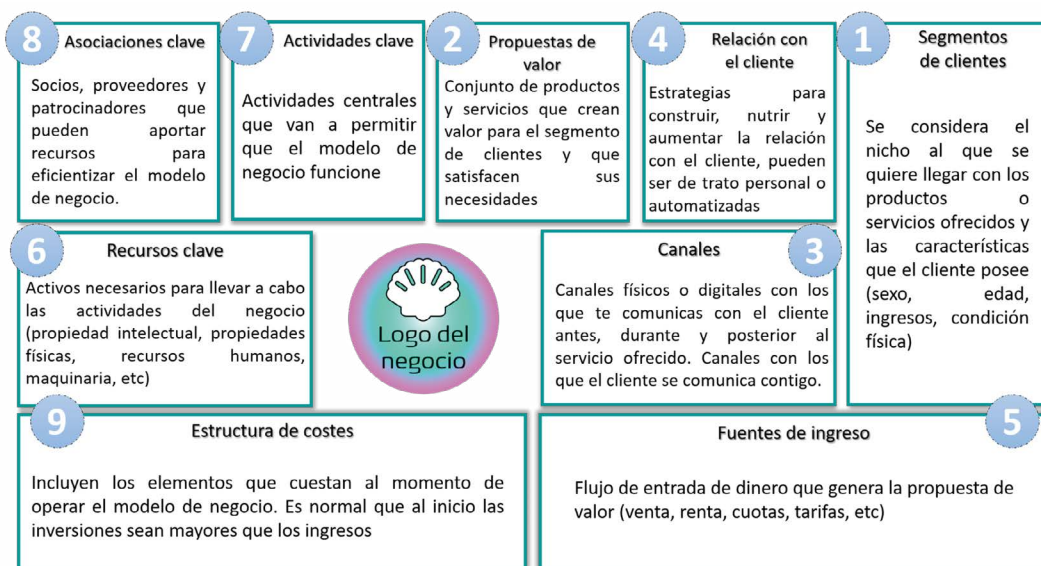 8
Asociaciones clave
Socios, proveedores y
patrocinadores que
pueden aportar
recursos para
eficientizar el modelo
de negocio.
7
Actividades clave
Actividades centrales
que van a permitir
que el modelo de
negocio funcione
2
Propuestas de
valor
Conjunto de productos
y servicios que crean
valor para el segmento
de clientes y que
satisfacen sus
necesidades
4
Relación con
el cliente
Estrategias para
construir, nutrir y
aumentar la relación
con el cliente, pueden
ser de trato personal o
automatizadas
1
Segmentos
de clientes
Se considera el
nicho al que se
quiere llegar con los
productos o
servicios ofrecidos y
las características
que el cliente posee
(sexo, edad,
ingresos, condición
física)
6
Recursos clave
Activos necesarios para llevar a cabo
las actividades del negocio
(propiedad intelectual, propiedades
físicas, recursos humanos,
maquinaria, etc)
Logo del
negocio
Canales
3
Canales físicos o digitales con los
que te comunicas con el cliente
antes, durante y posterior al
servicio ofrecido. Canales con los
que el cliente se comunica contigo.
9
Estructura de costes
Incluyen los elementos que cuestan al momento de
operar el modelo de negocio. Es normal que al inicio las
inversiones sean mayores que los ingresos
Fuentes de ingreso
5
Flujo de entrada de dinero que genera la propuesta de
valor (venta, renta, cuotas, tarifas, etc)